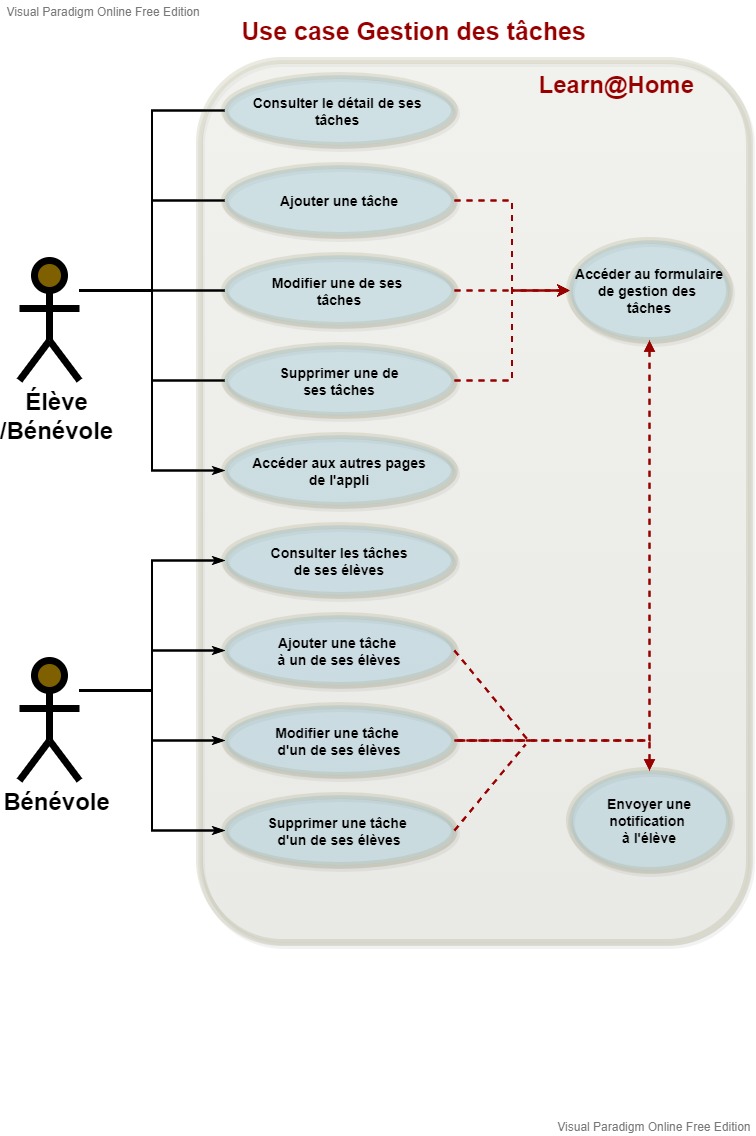 Visual Paradigm Online Free Edition
Use case Gestion des tâches
Learn@Home
Consulter le détail de ses
tâches
Ajouter une tâche
Modifier une de ses
tâches
Supprimer une de
ses tâches
Accéder aux autres pages
de l'appli
Accéder au formulaire
de gestion des
tâches
Élève
/Bénévole
Consulter les tâches
de ses élèves
Ajouter une tâche
à un de ses élèves
Modifier une tâche
d'un de ses élèves
Supprimer une tâche
d'un de ses élèves
Bénévole
Envoyer une
notification
à l'élève
Visual Paradigm Online Free Edition